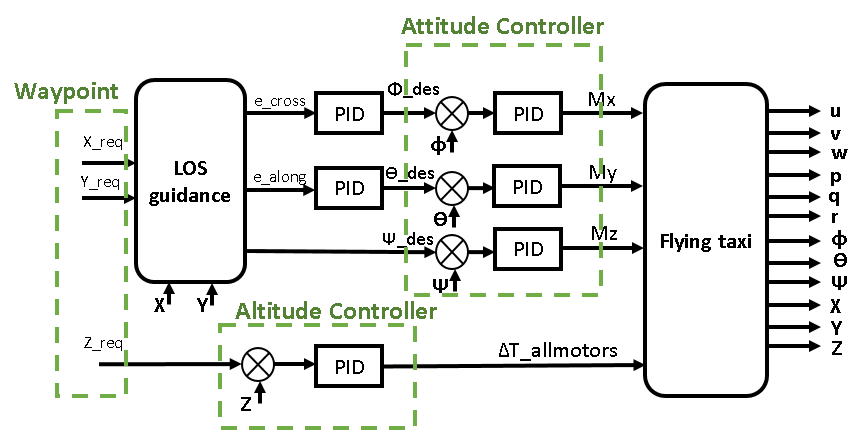 Attitude Controller
Waypoint
X_req
Y_req
Z_req
LOS
guidance
X
Y
e_cross
e_along
PID
PID
Φ_des
Θ_des
Ψ_des
ϕ
Θ
Ψ
PID
PID
PID
Mx
My
Mz
Altitude Controller
Z
PID
ΔT_allmotors
Flying taxi
u
v
w
p
q
r
ϕ
Θ
Ψ
X
Y
Z